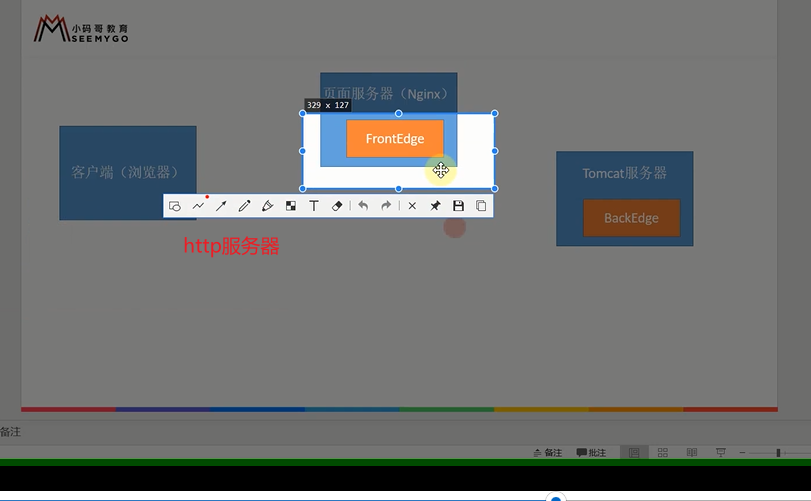 小码哥教育
SEEMYGO
页面服务器（Nginx）
329 x 127
FrontEdge
客户端（浏览器）
Tomcat服务器
BackEdge
T
http服务器
备注
备注
批注